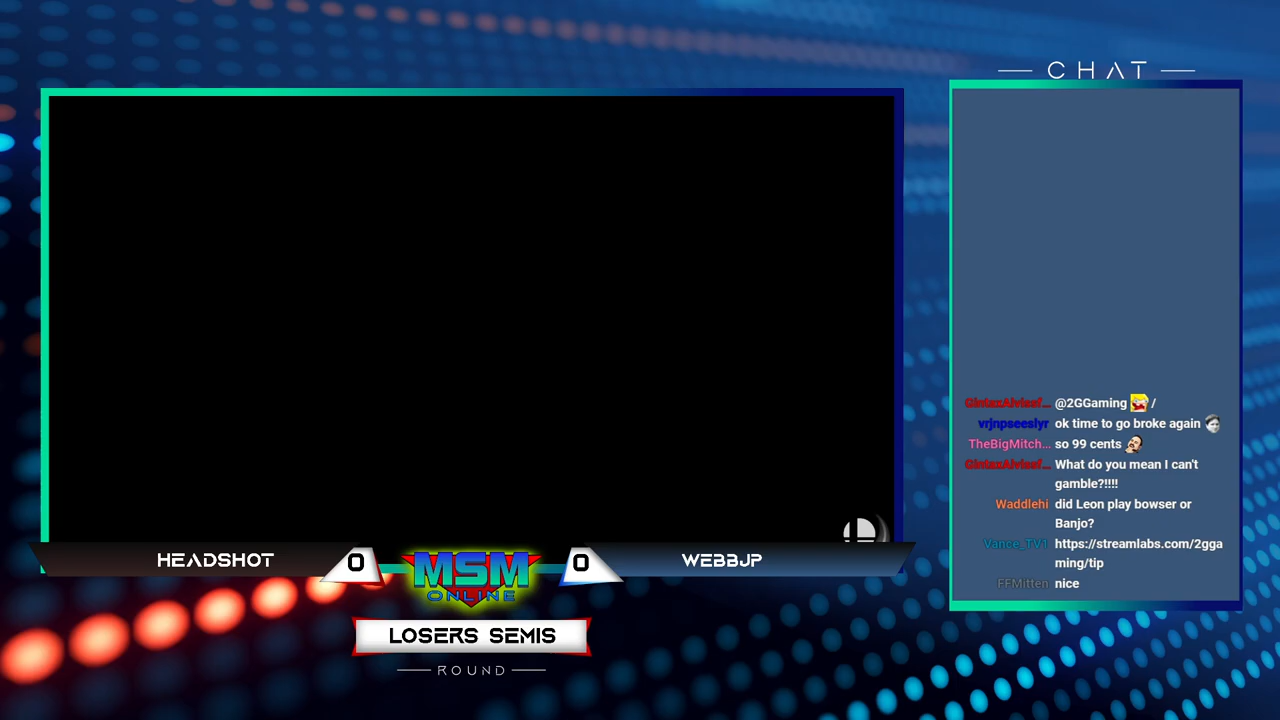 CHAT
@2GGaming /
vrjnpseeslyr ok time to go broke again
TheBigMitch... so 99 cents
What do you mean I can't
gamble?!!!!
Waddlehi did Leon play bowser or
Banjo?
Vance_TV1 https://streamlabs.com/2gga
ming/tip
FFMitten nice
HEADSHOT 0 MSM 0 WEBBJP
ONLINE
LOSERS SEMIS
ROUND